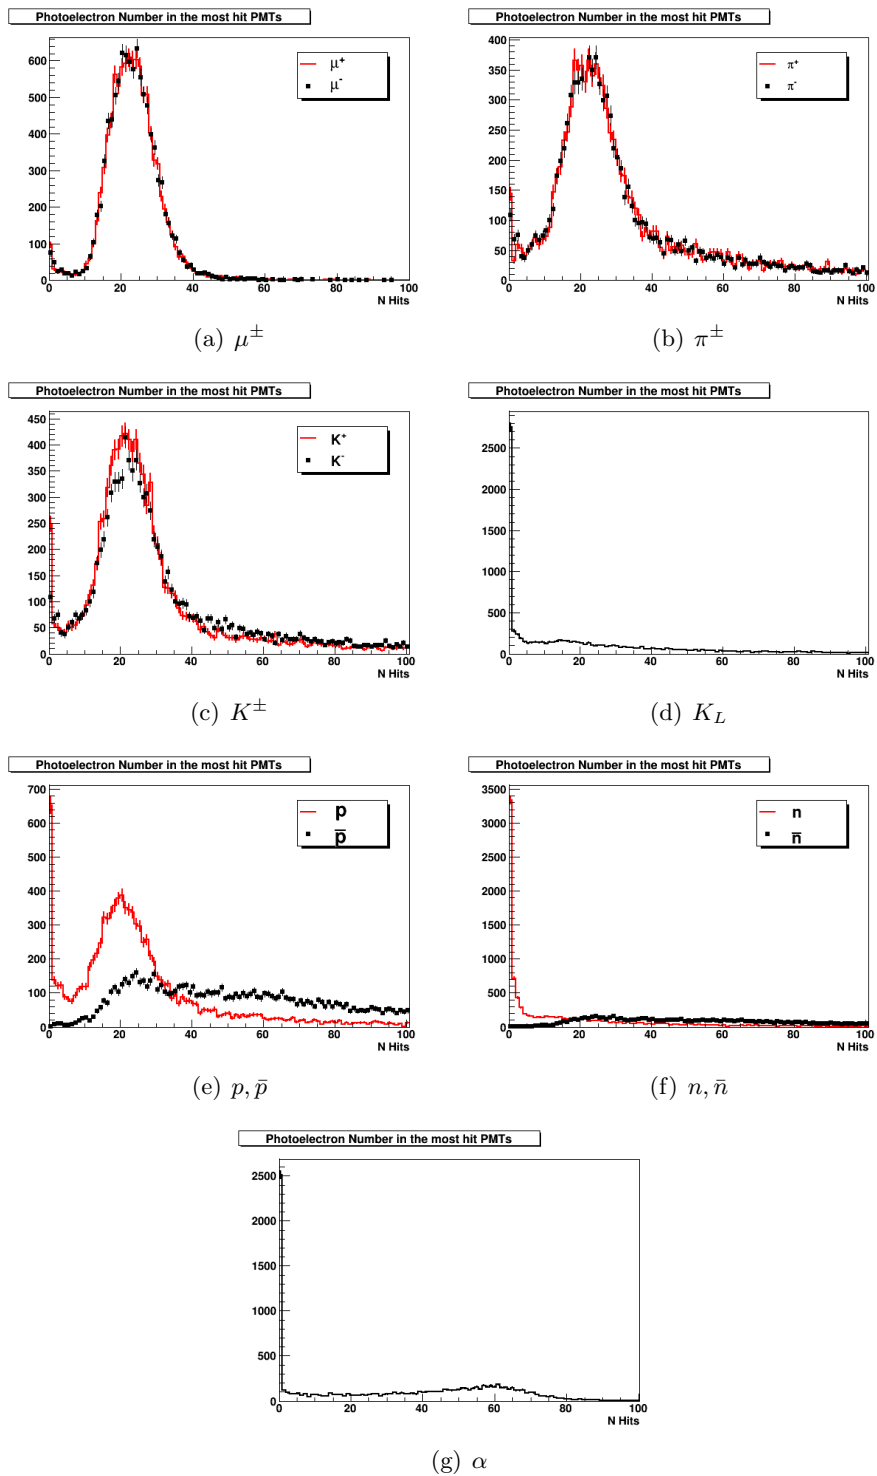 Photoelectron Number in the most hit PMTs
μ⁺
μ⁻
600
500
400
300
200
100
0
0 20 40 60 80 100
N Hits
(a) μ±
Photoelectron Number in the most hit PMTs
π⁺
π⁻
400
350
300
250
200
150
100
50
0
0 20 40 60 80 100
N Hits
(b) π±
Photoelectron Number in the most hit PMTs
K⁺
K⁻
450
400
350
300
250
200
150
100
50
0
0 20 40 60 80 100
N Hits
(c) K±
Photoelectron Number in the most hit PMTs
2500
2000
1500
1000
500
0
0 20 40 60 80 100
N Hits
(d) K_L
Photoelectron Number in the most hit PMTs
p
p̄
700
600
500
400
300
200
100
0
0 20 40 60 80 100
N Hits
(e) p, p̄
Photoelectron Number in the most hit PMTs
n
n̄
3500
3000
2500
2000
1500
1000
500
0
0 20 40 60 80 100
N Hits
(f) n, n̄
Photoelectron Number in the most hit PMTs
2500
2000
1500
1000
500
0
0 20 40 60 80 100
N Hits
(g) α